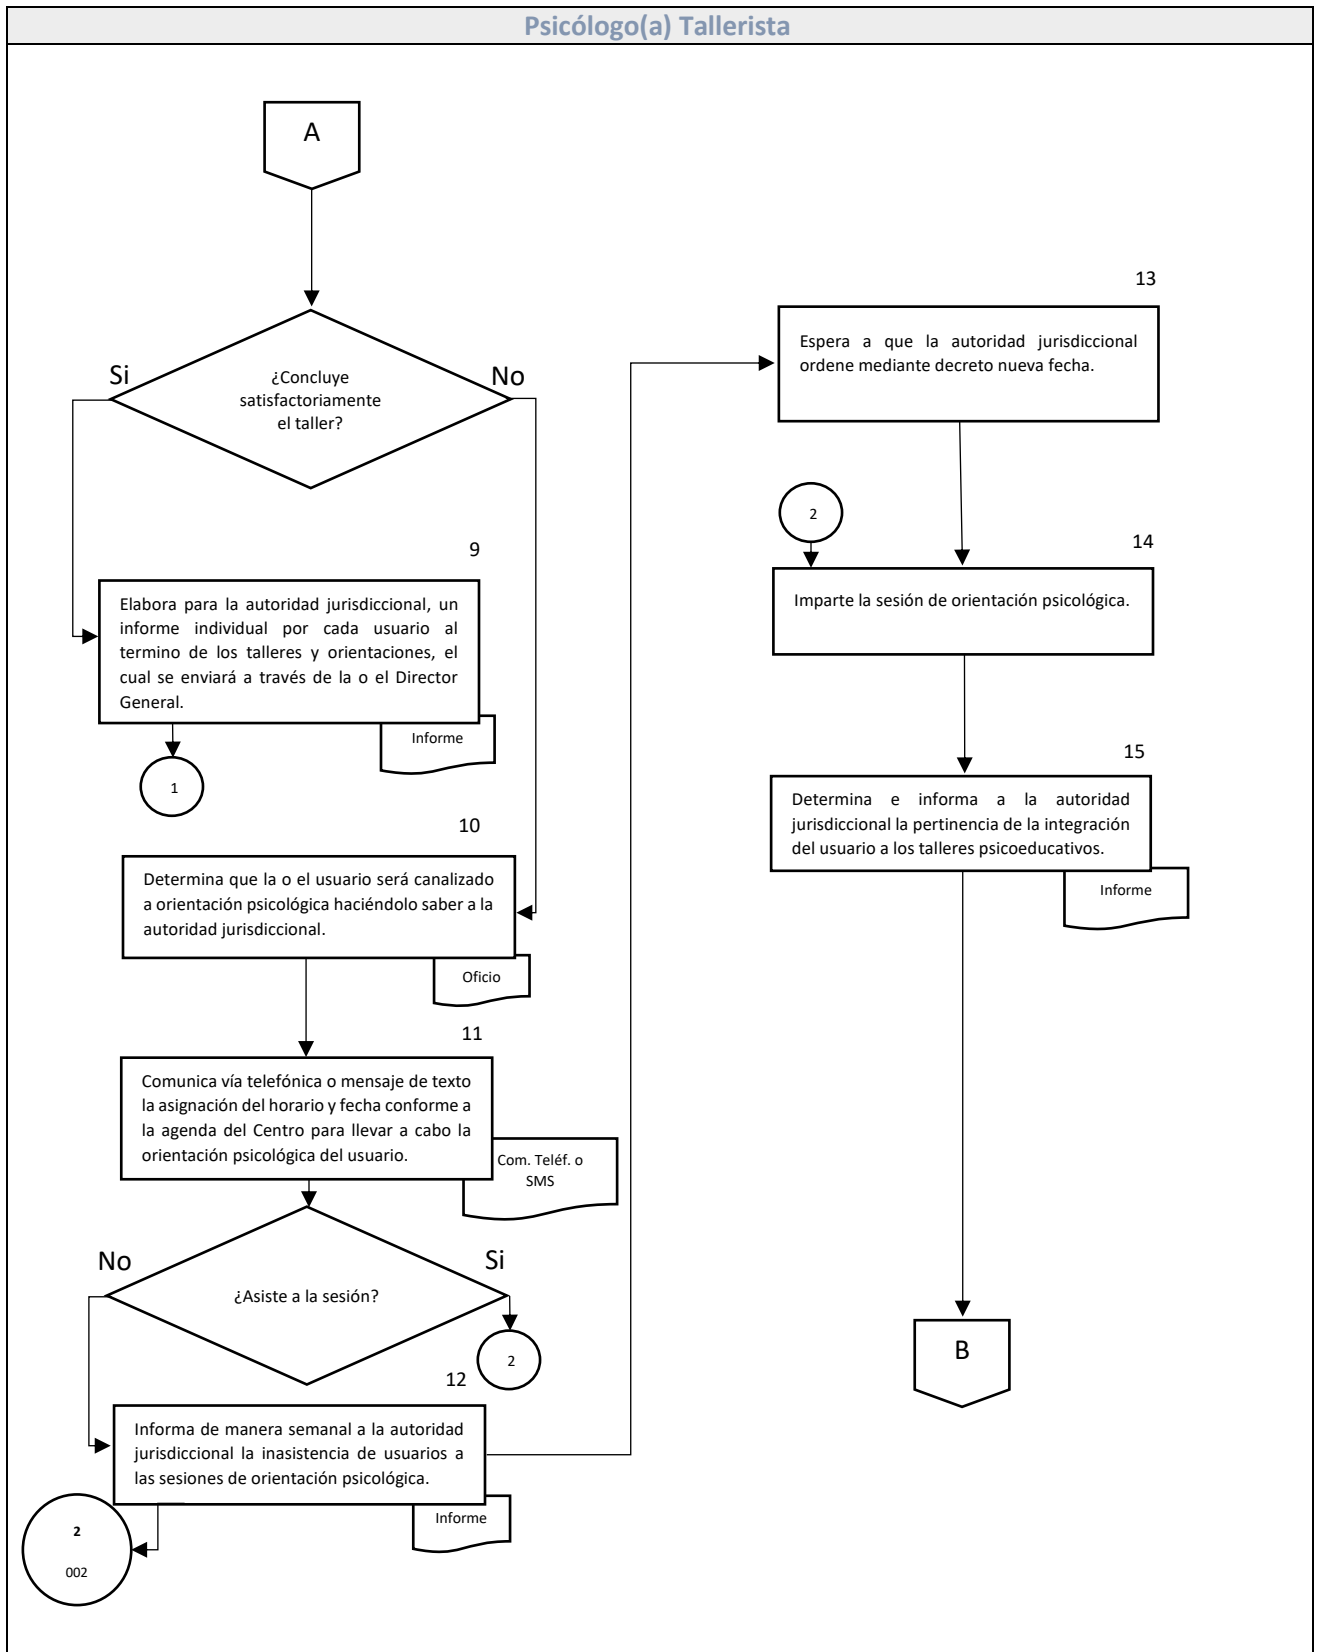 Psicólogo(a) Tallerista
A
Si
¿Concluye
satisfactoriamente
el taller?
No
9
Elabora para la autoridad jurisdiccional, un
informe individual por cada usuario al
termino de los talleres y orientaciones, el
cual se enviará a través de la o el Director
General.
Informe
1
10
Determina que la o el usuario será canalizado
a orientación psicológica haciéndolo saber a la
autoridad jurisdiccional.
Oficio
11
Comunica vía telefónica o mensaje de texto
la asignación del horario y fecha conforme a
la agenda del Centro para llevar a cabo la
orientación psicológica del usuario.
Com. Teléf. o
SMS
No
Si
¿Asiste a la sesión?
2
12
Informa de manera semanal a la autoridad
jurisdiccional la inasistencia de usuarios a
las sesiones de orientación psicológica.
Informe
2
002
13
Espera a que la autoridad jurisdiccional
ordene mediante decreto nueva fecha.
2
14
Imparte la sesión de orientación psicológica.
15
Determina e informa a la autoridad
jurisdiccional la pertinencia de la integración
del usuario a los talleres psicoeducativos.
Informe
B